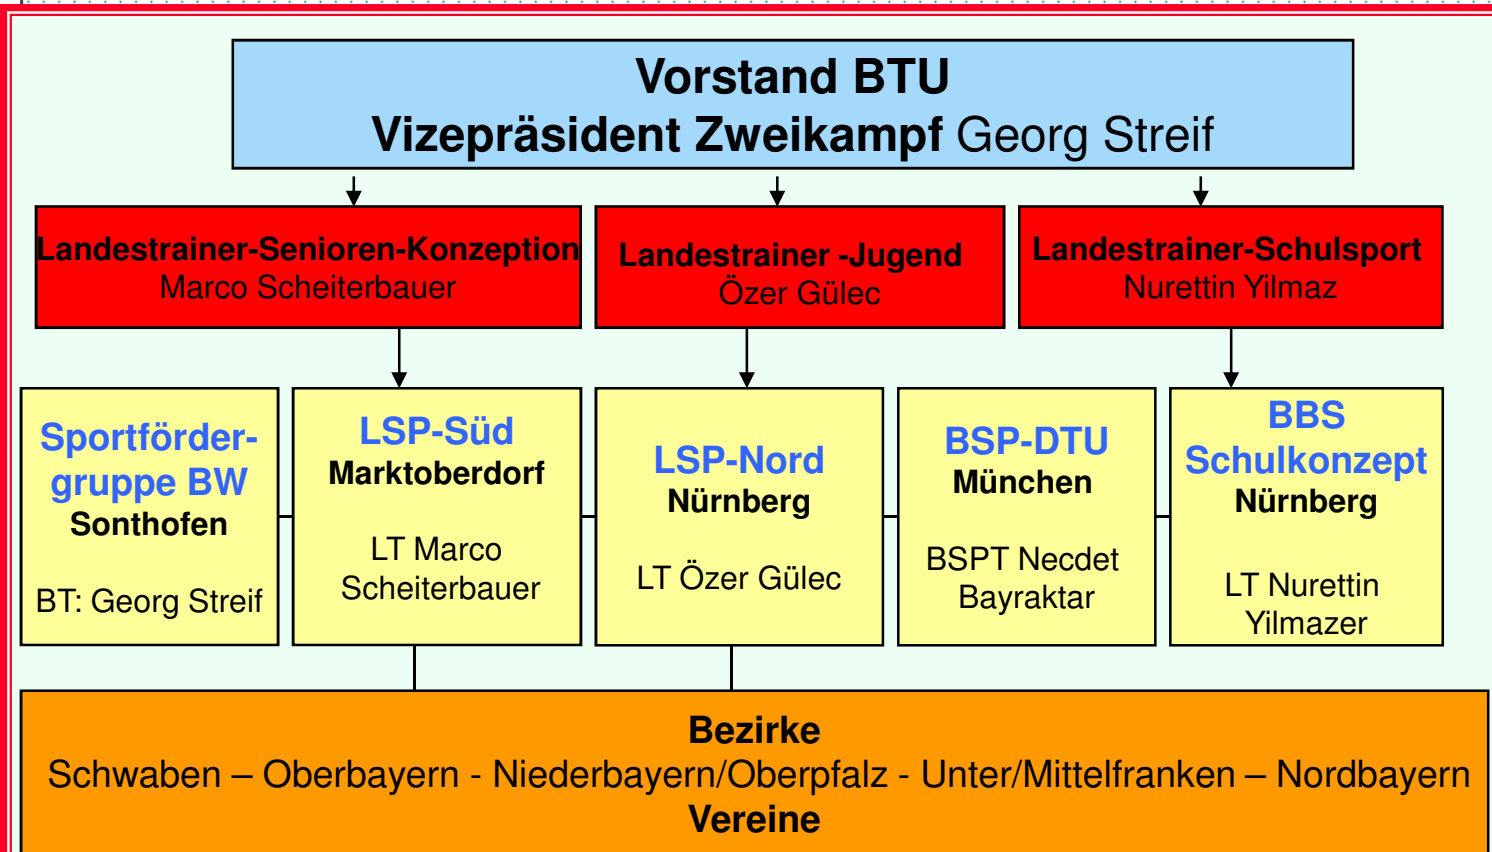 Vorstand BTU
Vizepräsident Zweikampf Georg Streif
Landestrainer-Senioren-Konzeption
Marco Scheiterbauer
Landestrainer -Jugend
Özer Gülec
Landestrainer-Schulsport
Nurettin Yilmaz
Sportförder-
gruppe BW
Sonthofen
BT: Georg Streif
LSP-Süd
Marktoberdorf
LT Marco
Scheiterbauer
LSP-Nord
Nürnberg
LT Özer Gülec
BSP-DTU
München
BSPT Necdet
Bayraktar
BBS
Schulkonzept
Nürnberg
LT Nurettin
Yilmazer
Bezirke
Schwaben – Oberbayern - Niederbayern/Oberpfalz - Unter/Mittelfranken – Nordbayern
Vereine